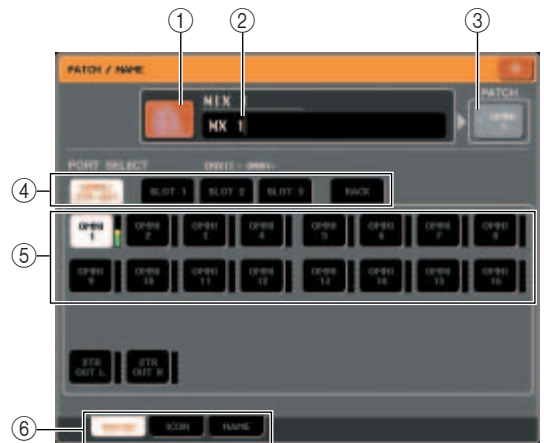 ① ② ③
PATCH / NAME
PATCH
MIX
MX 1
OMNI
PORT SELECT
④ SLOT 1 SLOT 2 SLOT 3 RACK
⑤ OMNI 1 OMNI 2 OMNI 3 OMNI 4 OMNI 5 OMNI 6 OMNI 7 OMNI 8
OMNI 9 OMNI 10 OMNI 11 OMNI 12 OMNI 13 OMNI 14 OMNI 15 OMNI 16
2TR OUT L 2TR OUT R
⑥ ICON NAME